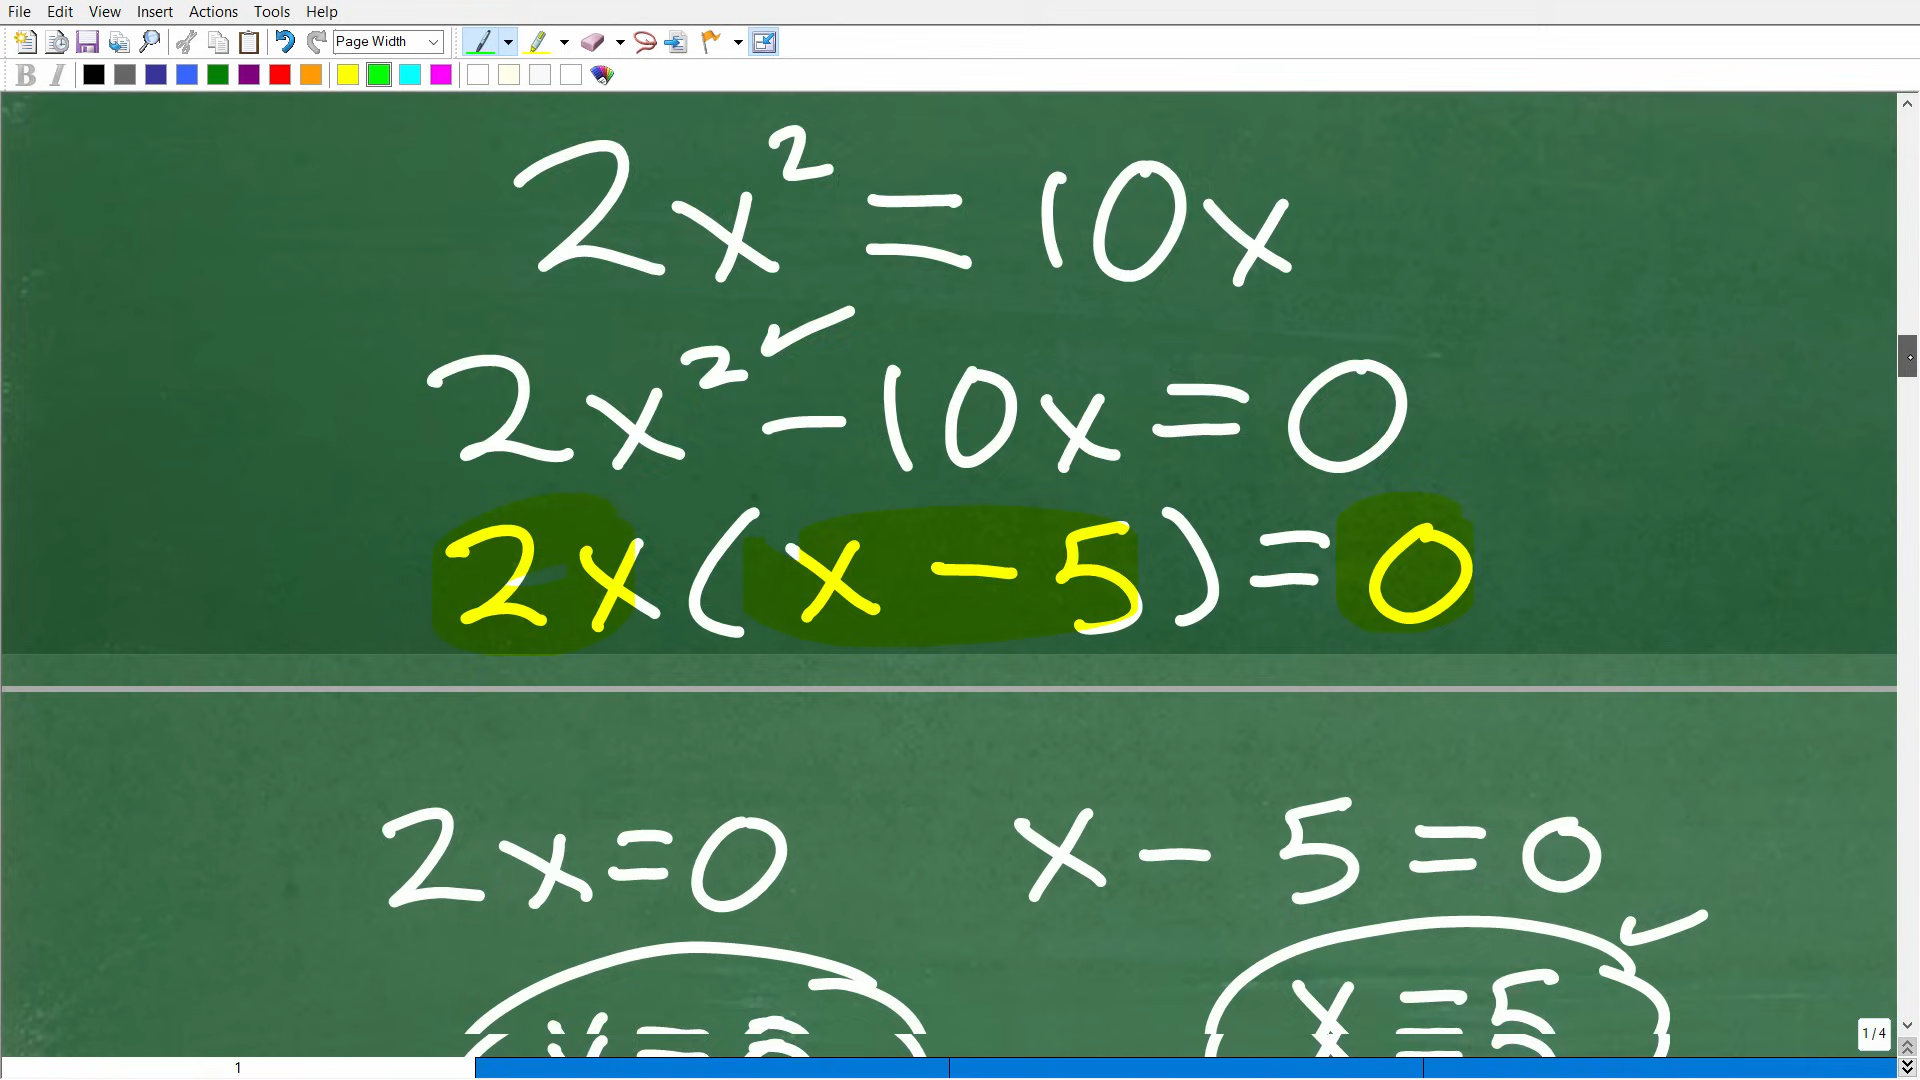 File Edit View Insert Actions Tools Help
Page Width
B I
2x² = 10x
2x² - 10x = 0
2x(x - 5) = 0
2x = 0 x - 5 = 0
x = 5
1 / 4
1